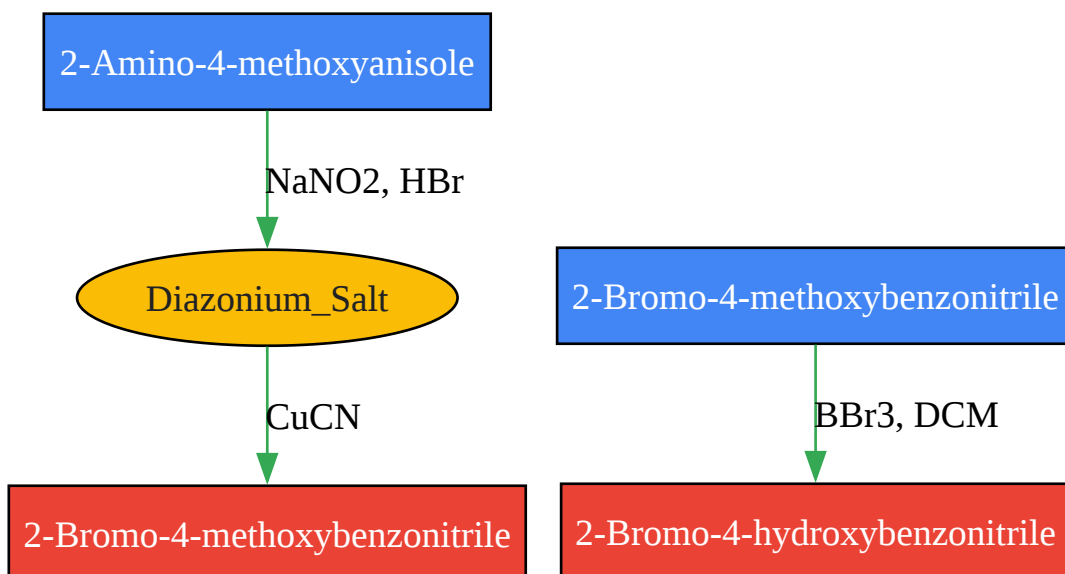 2-Amino-4-methoxyanisole
NaNO2, HBr
Diazonium_Salt
CuCN
2-Bromo-4-methoxybenzonitrile
2-Bromo-4-methoxybenzonitrile
BBr3, DCM
2-Bromo-4-hydroxybenzonitrile